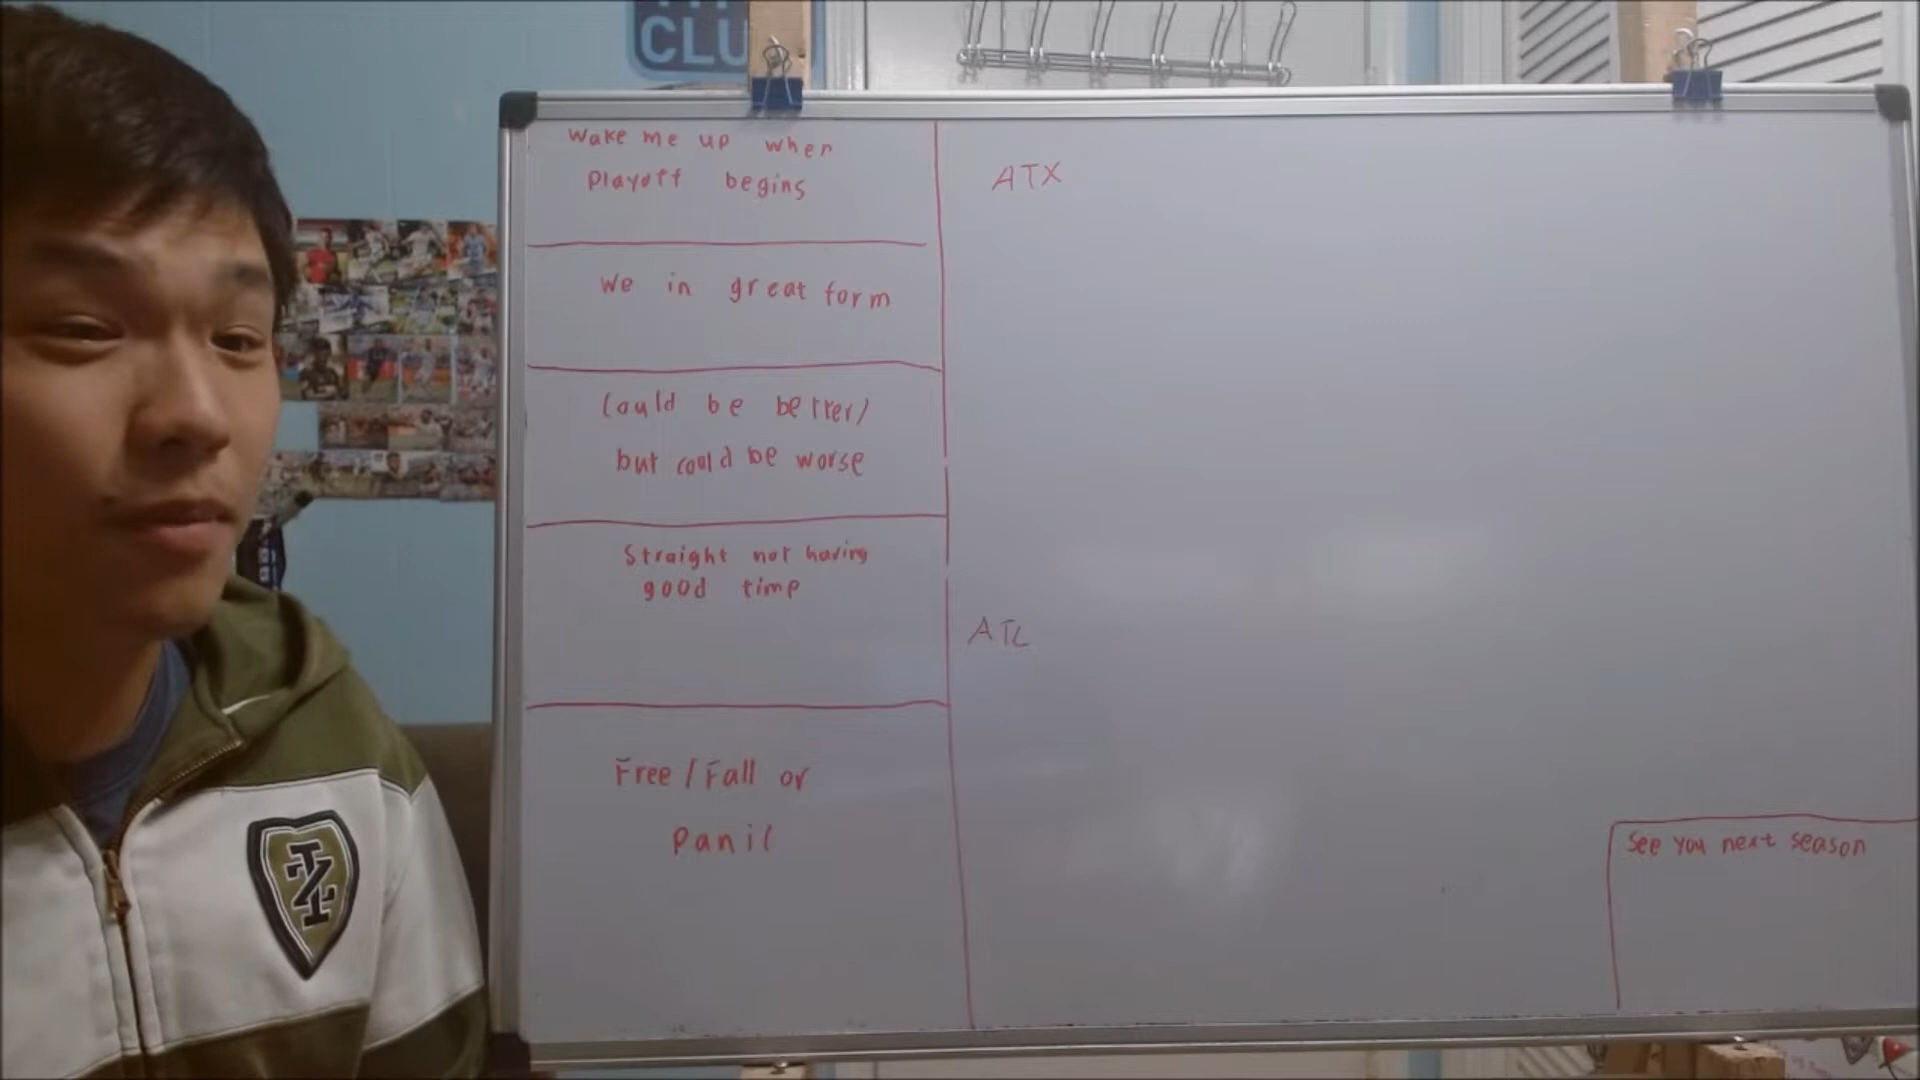 CLU
Wake me up when
Playoff begins
ATX
We in great form
Could be better/
but could be worse
Straight not having
good time
ATL
Free/Fall or
Panic
See you next season